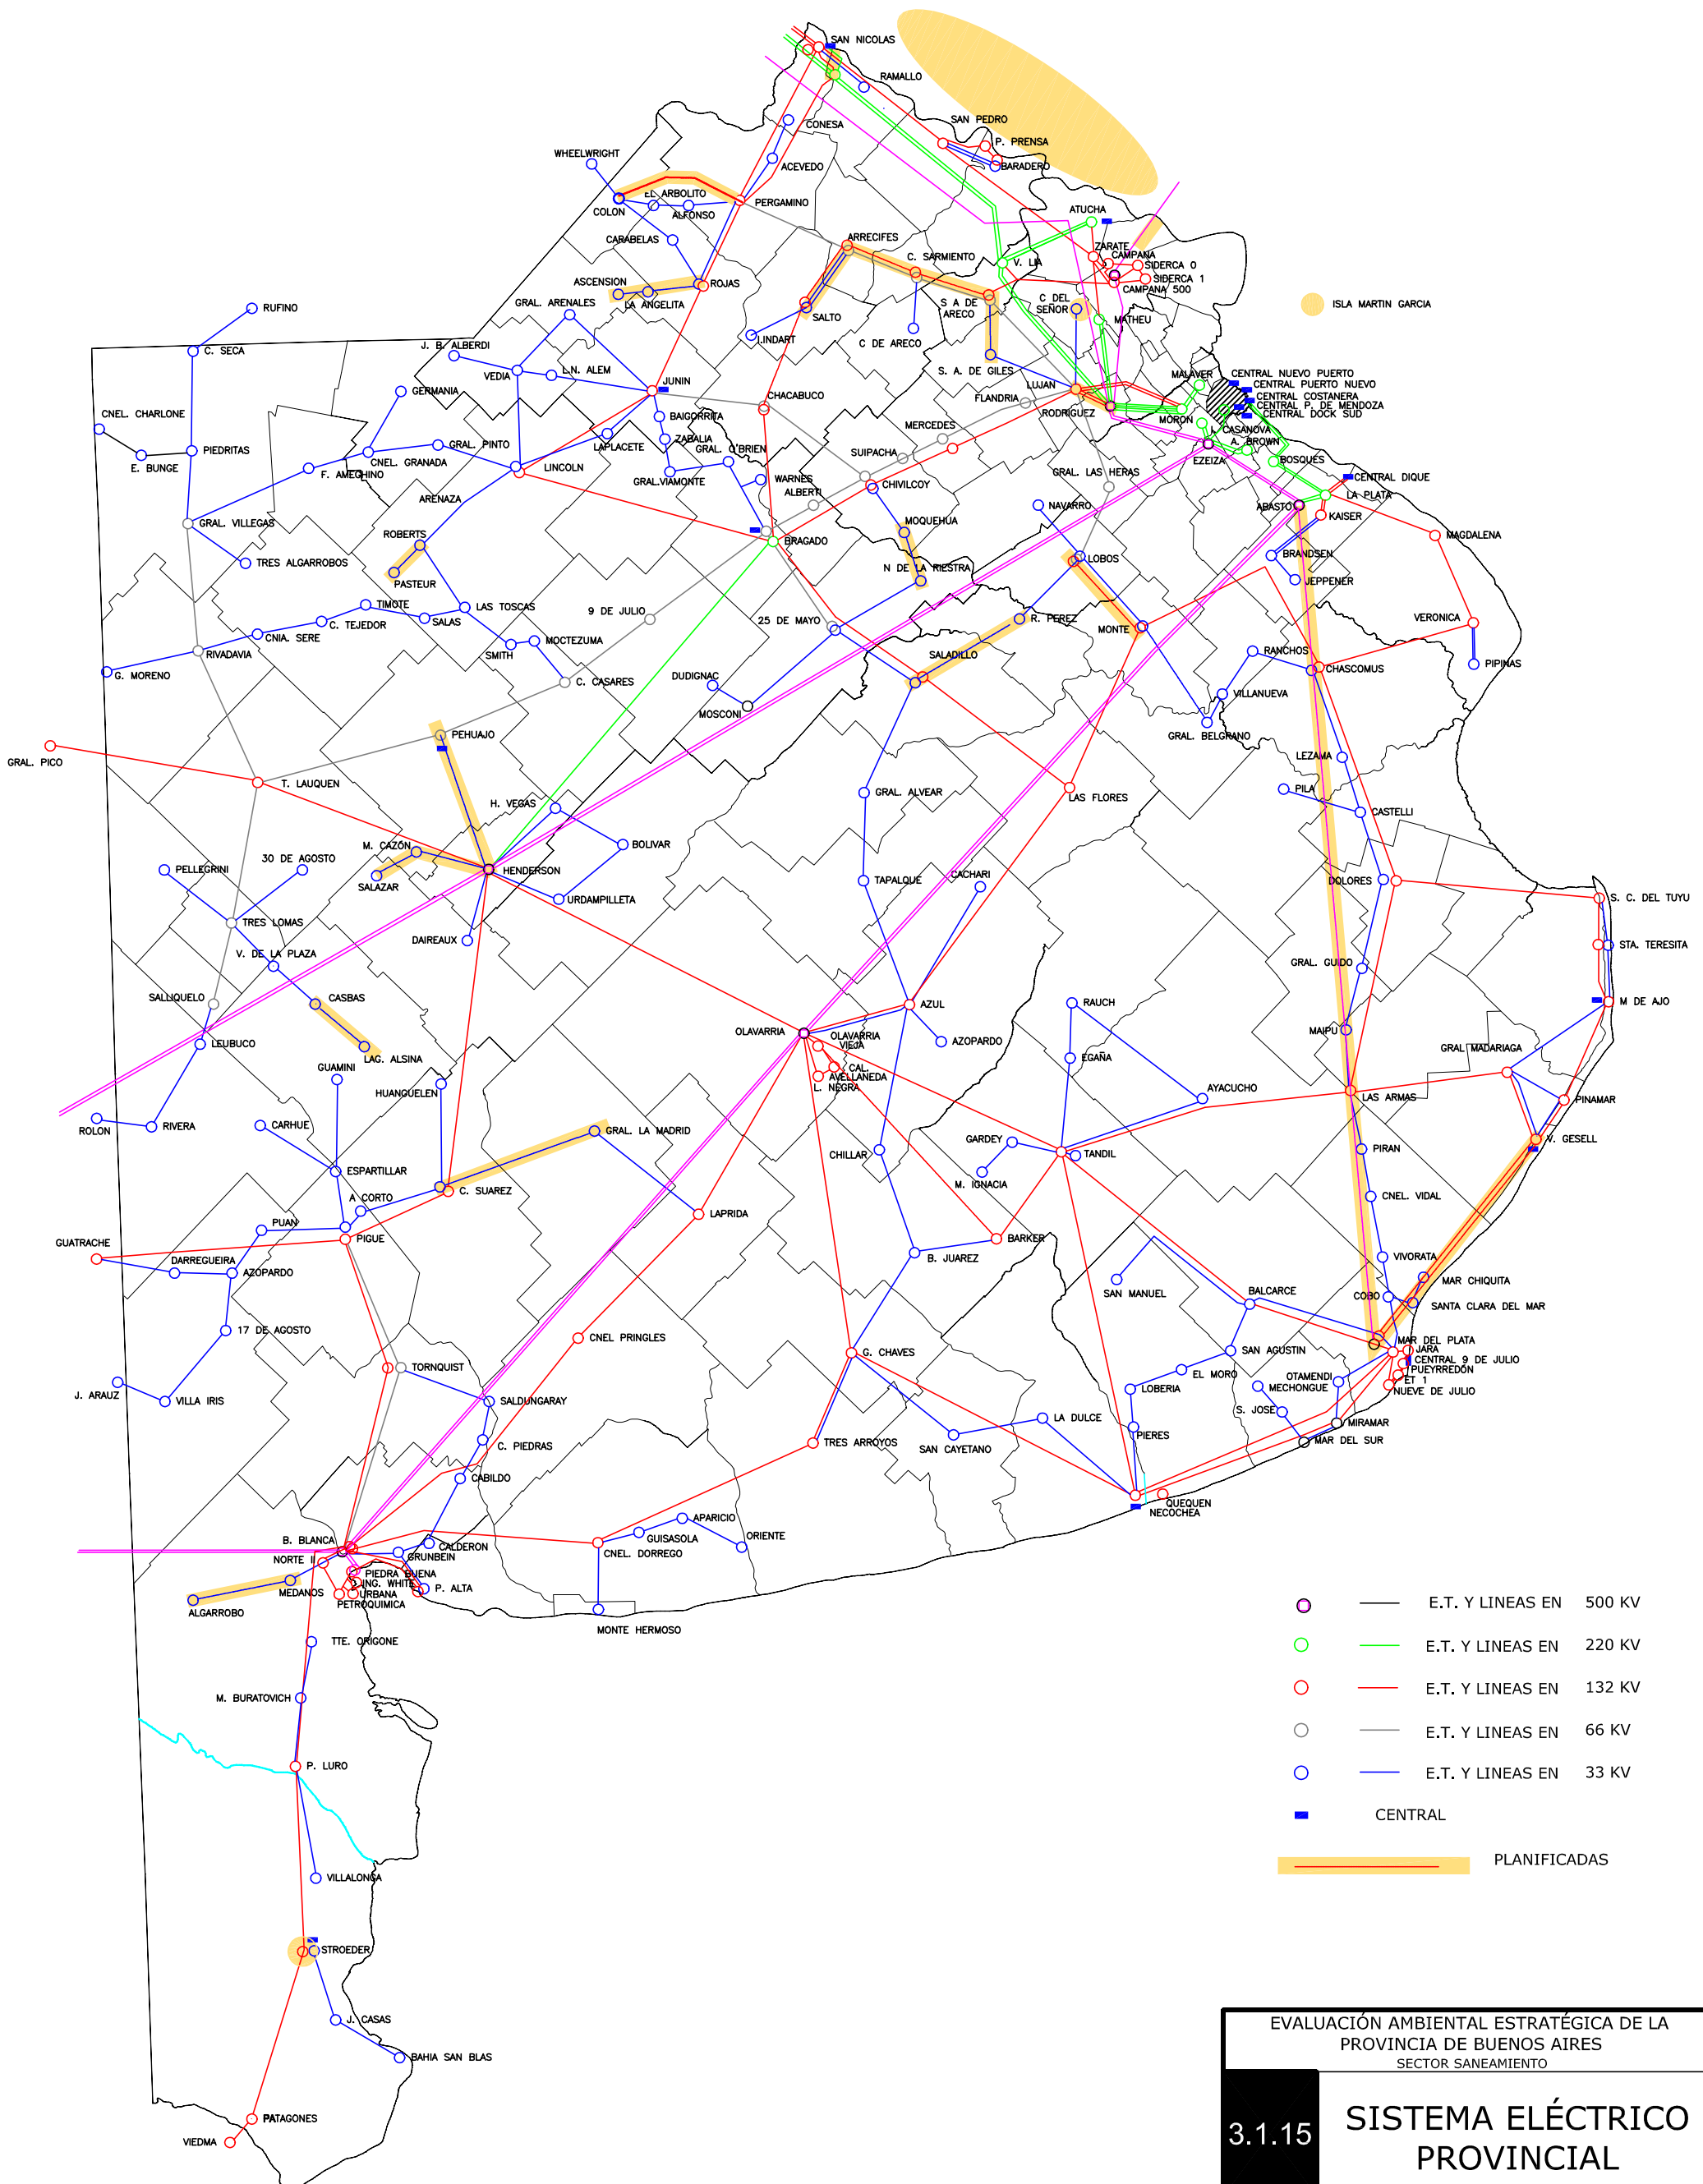 SAN NICOLAS
RAMALLO
CONESA
SAN PEDRO
P. PRENSA
BARADERO
WHEELWRIGHT
ACEVEDO
EL ARBOLITO
PERGAMINO
COLON
ALFONSO
ATUCHA
CARABELAS
ARRECIFES
ZARATE
C. SARMIENTO
CAMPANA
V. LIA
SIDERCA 0
SIDERCA 1
ASCENSION
ROJAS
CAMPANA 500
LA ANGELITA
GRAL. ARENALES
S A DE
ARECO
C DEL
SEÑOR
ISLA MARTIN GARCIA
RUFINO
SALTO
MATHEU
I.INDART
C DE ARECO
C. SECA
J. B. ALBERDI
VEDIA
L.N. ALEM
S. A. DE GILES
MALAVER
CENTRAL NUEVO PUERTO
JUNIN
LUJAN
CENTRAL PUERTO NUEVO
GERMANIA
CHACABUCO
FLANDRIA
CENTRAL COSTANERA
CENTRAL P. DE MENDOZA
CNEL. CHARLONE
BAIGORRITA
RODRIGUEZ
MORON
CENTRAL DOCK SUD
MERCEDES
I. CASANOVA
ZABALIA
LAPLACETE
A. BROWN
PIEDRITAS
GRAL. PINTO
GRAL. O'BRIEN
SUIPACHA
EZEIZA
E. BUNGE
CNEL. GRANADA
LINCOLN
BOSQUES
F. AMEGHINO
GRAL.VIAMONTE
WARNES
GRAL. LAS HERAS
CENTRAL DIQUE
ALBERTI
CHIVILCOY
ARENAZA
LA PLATA
NAVARRO
ABASTO
KAISER
GRAL. VILLEGAS
MOQUEHUA
ROBERTS
BRAGADO
MAGDALENA
BRANDSEN
TRES ALGARROBOS
LOBOS
PASTEUR
N DE LA RIESTRA
JEPPENER
TIMOTE
LAS TOSCAS
9 DE JULIO
C. TEJEDOR
SALAS
25 DE MAYO
R. PEREZ
VERONICA
CNIA. SERE
MONTE
MOCTEZUMA
RIVADAVIA
SMITH
SALADILLO
RANCHOS
G. MORENO
CHASCOMUS
PIPINAS
C. CASARES
DUDIGNAC
VILLANUEVA
MOSCONI
PEHUAJO
GRAL. BELGRANO
GRAL. PICO
LEZAMA
T. LAUQUEN
PILA
GRAL. ALVEAR
LAS FLORES
H. VEGAS
CASTELLI
BOLIVAR
M. CAZÓN
PELLEGRINI
30 DE AGOSTO
HENDERSON
CACHARI
SALAZAR
TAPALQUE
DOLORES
URDAMPILLETA
S. C. DEL TUYU
TRES LOMAS
DAIREAUX
STA. TERESITA
V. DE LA PLAZA
GRAL. GUIDO
SALLIQUELO
CASBAS
AZUL
RAUCH
M DE AJO
OLAVARRIA
OLAVARRIA
VIEJA
MAIPU
LEUBUCO
AZOPARDO
GRAL MADARIAGA
LAG. ALSINA
EGAÑA
GUAMINI
CAL.
AVELLANEDA
L. NEGRA
HUANGUELEN
AYACUCHO
LAS ARMAS
PINAMAR
ROLON
RIVERA
CARHUE
GRAL. LA MADRID
GARDEY
V. GESELL
CHILLAR
TANDIL
PIRAN
ESPARTILLAR
M. IGNACIA
C. SUAREZ
A CORTO
CNEL. VIDAL
LAPRIDA
PUAN
GUATRACHE
PIGUE
BARKER
DARREGUEIRA
B. JUAREZ
VIVORATA
AZOPARDO
SAN MANUEL
MAR CHIQUITA
BALCARCE
COBO
SANTA CLARA DEL MAR
17 DE AGOSTO
CNEL PRINGLES
MAR DEL PLATA
G. CHAVES
SAN AGUSTIN
JARA
TORNQUIST
CENTRAL 9 DE JULIO
EL MORO
PUEYRREDÓN
J. ARAUZ
OTAMENDI
ET 1
LOBERIA
MECHONGUE
NUEVE DE JULIO
VILLA IRIS
SALDUNGARAY
S. JOSE
LA DULCE
MIRAMAR
C. PIEDRAS
TRES ARROYOS
SAN CAYETANO
PIERES
MAR DEL SUR
CABILDO
QUEQUEN
NECOCHEA
APARICIO
B. BLANCA
CALDERON
GUISASOLA
ORIENTE
GRUNBEIN
CNEL. DORREGO
NORTE II
PIEDRA BUENA
ING. WHITE
P. ALTA
MEDANOS
URBANA
ALGARROBO
PETROQUIMICA
MONTE HERMOSO
TTE. ORIGONE
M. BURATOVICH
P. LURO
VILLALONGA
STROEDER
J. CASAS
BAHIA SAN BLAS
PATAGONES
VIEDMA
E.T. Y LINEAS EN 500 KV
E.T. Y LINEAS EN 220 KV
E.T. Y LINEAS EN 132 KV
E.T. Y LINEAS EN 66 KV
E.T. Y LINEAS EN 33 KV
CENTRAL
PLANIFICADAS
EVALUACIÓN AMBIENTAL ESTRATÉGICA DE LA
PROVINCIA DE BUENOS AIRES
SECTOR SANEAMIENTO
3.1.15
SISTEMA ELÉCTRICO
PROVINCIAL